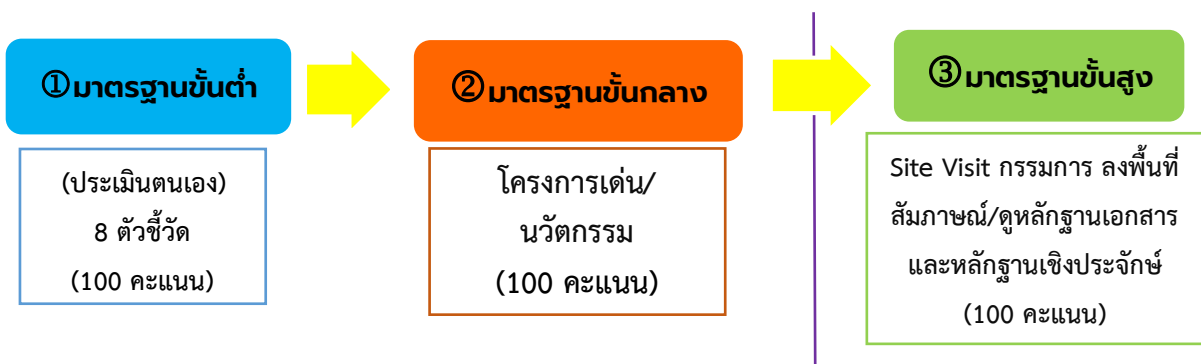 ①มาตรฐานขั้นต่ำ
(ประเมินตนเอง)
8 ตัวชี้วัด
(100 คะแนน)
②มาตรฐานขั้นกลาง
โครงการเด่น/
นวัตกรรม
(100 คะแนน)
③มาตรฐานขั้นสูง
Site Visit กรรมการ ลงพื้นที่
สัมภาษณ์/ดูหลักฐานเอกสาร
และหลักฐานเชิงประจักษ์
(100 คะแนน)